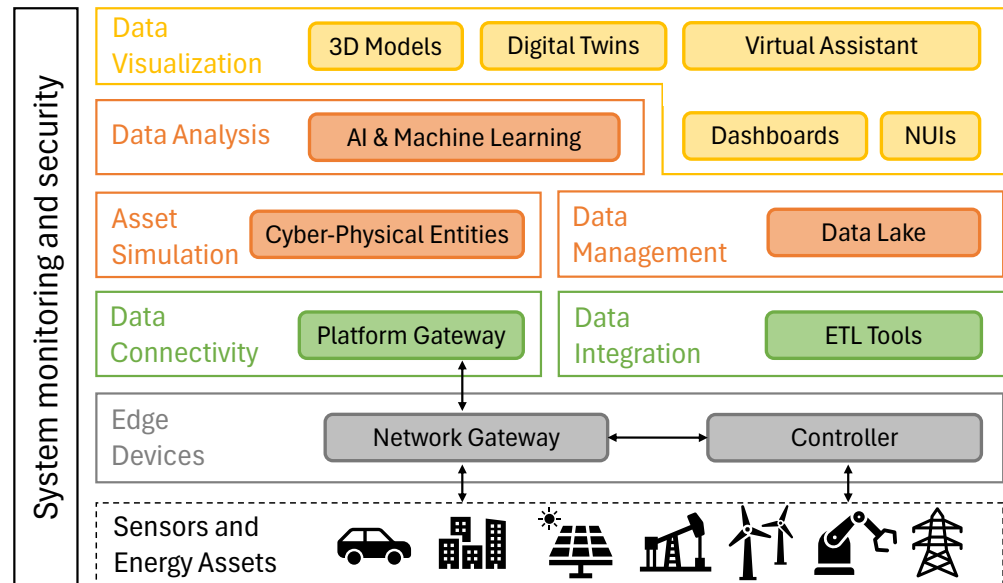 System monitoring and security
Data
Visualization
3D Models
Digital Twins
Virtual Assistant
Dashboards
NUIs
Data Analysis
AI & Machine Learning
Asset
Simulation
Cyber-Physical Entities
Data
Management
Data Lake
Data
Connectivity
Platform Gateway
Data
Integration
ETL Tools
Edge
Devices
Network Gateway
Controller
Sensors and
Energy Assets